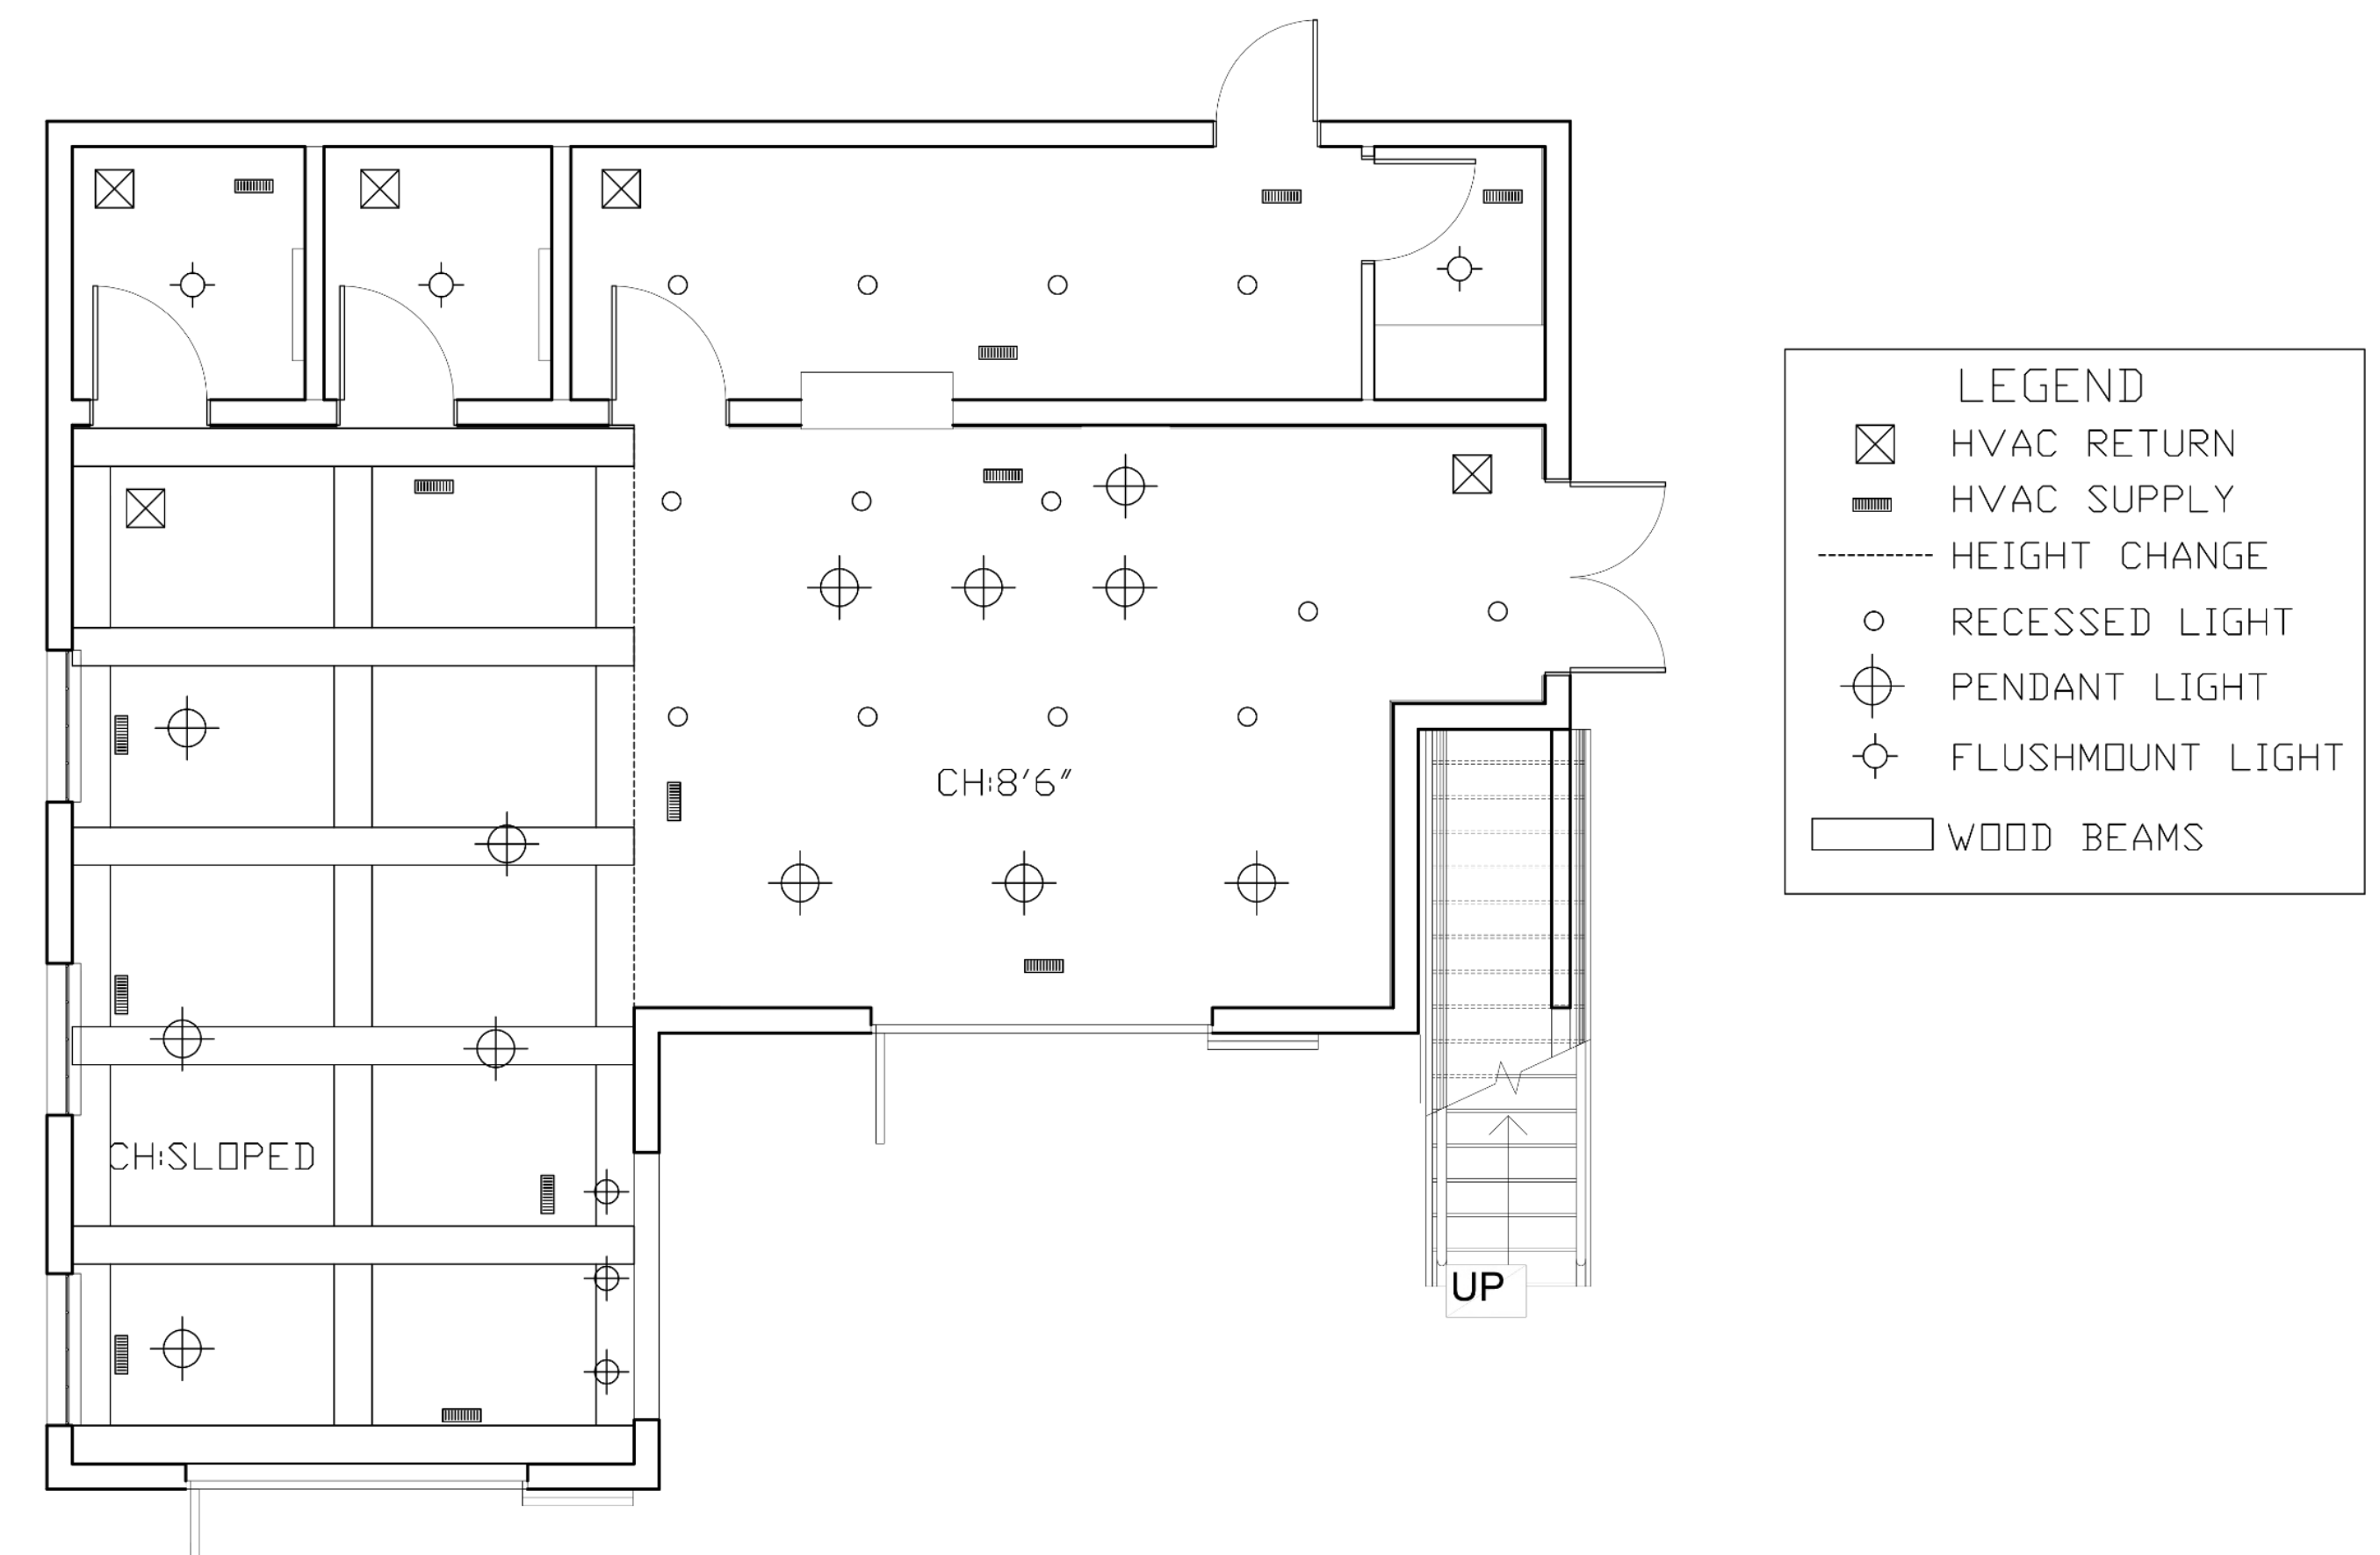 LEGEND
HVAC RETURN
HVAC SUPPLY
HEIGHT CHANGE
RECESSED LIGHT
PENDANT LIGHT
FLUSHMOUNT LIGHT
WOOD BEAMS
CH:8'6"
CH:SLOPED
UP